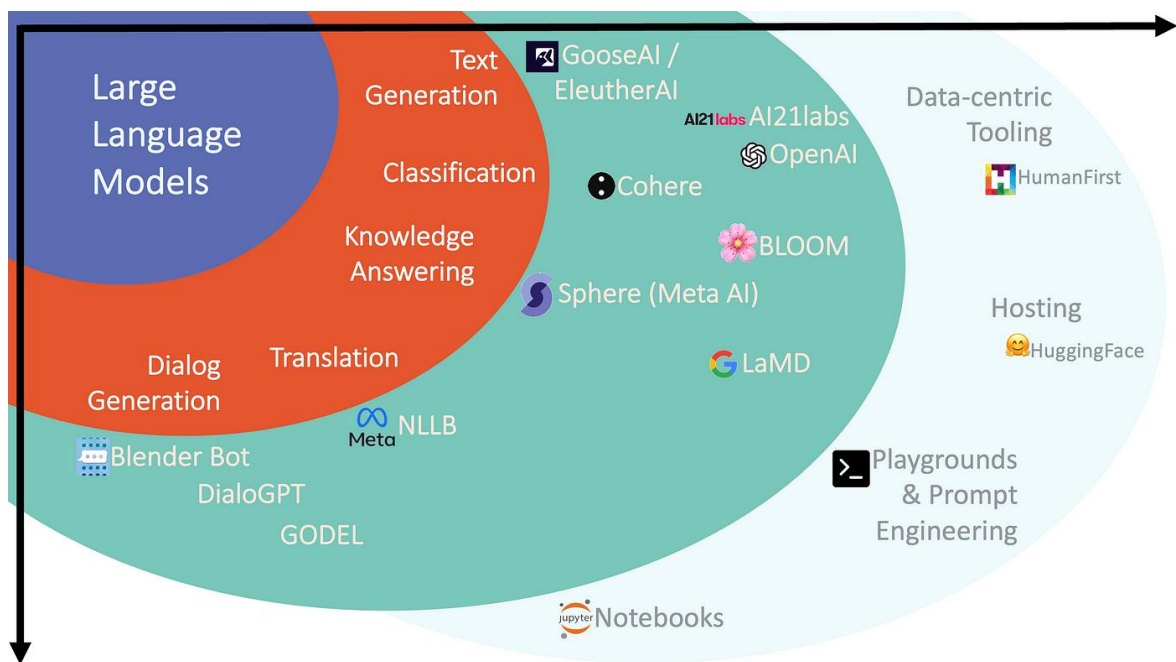 Large
Language
Models
Text
Generation
Classification
Knowledge
Answering
Translation
Dialog
Generation
GooseAI /
EleutherAI
AI21labs AI21labs
OpenAI
Cohere
BLOOM
Sphere (Meta AI)
LaMD
Meta NLLB
Blender Bot
DialoGPT
GODEL
Data-centric
Tooling
H HumanFirst
Hosting
HuggingFace
>_ Playgrounds
& Prompt
Engineering
jupyter Notebooks